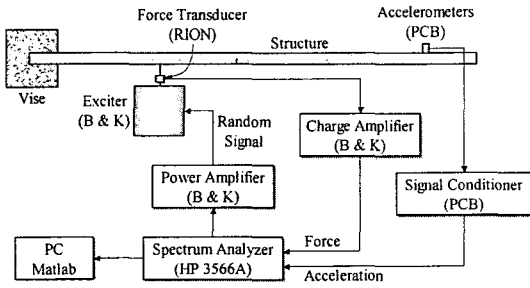 Force Transducer
(RION)
Accelerometers
(PCB)
Structure
Vise
Exciter
(B & K)
Random
Signal
Charge Amplifier
(B & K)
Power Amplifier
(B & K)
Signal Conditioner
(PCB)
Force
PC
Matlab
Spectrum Analyzer
(HP 3566A)
Acceleration